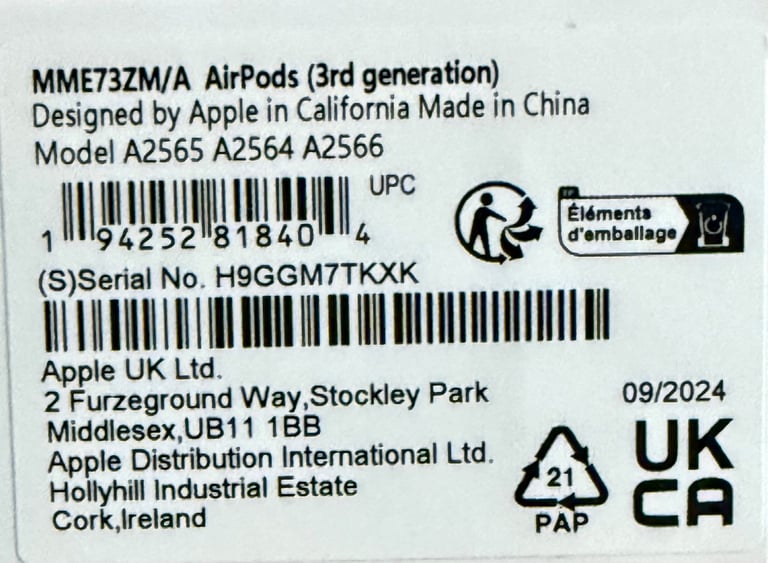 MME73ZM/A AirPods (3rd generation)
Designed by Apple in California Made in China
Model A2565 A2564 A2566
UPC
1 94252 81840 4
Éléments
d'emballage
(S)Serial No. H9GGM7TKXK
Apple UK Ltd.
2 Furzeground Way,Stockley Park
Middlesex,UB11 1BB
Apple Distribution International Ltd.
Hollyhill Industrial Estate
Cork,Ireland
09/2024
21
PAP
UK
CA